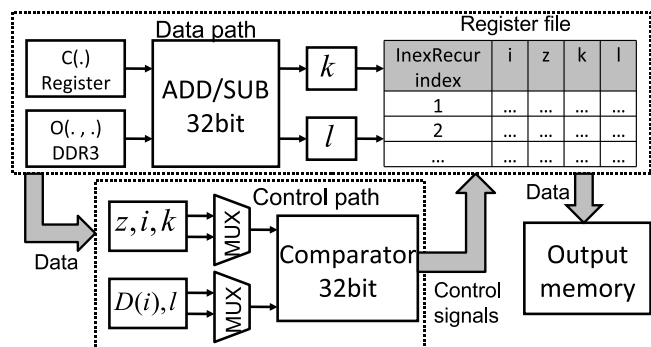 Data path
Register file
C(.)
Register
O(. , .)
DDR3
ADD/SUB
32bit
k
l
InexRecur
index
i
z
k
l
1
...
...
...
...
2
...
...
...
...
...
...
...
...
...
Data
Control path
z,i,k
D(i),l
MUX
MUX
Comparator
32bit
Control
signals
Data
Output
memory